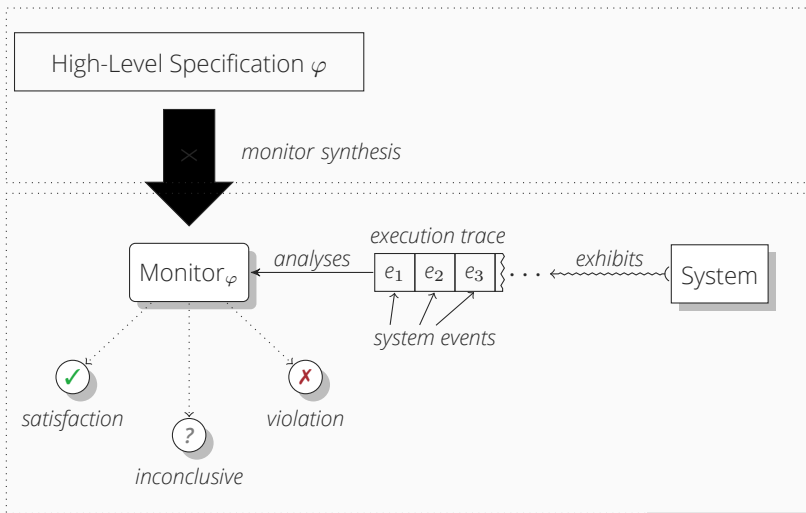 High-Level Specification φ
monitor synthesis
execution trace
Monitorφ
analyses
e1 e2 e3 ···
exhibits
System
system events
✓
✗
satisfaction
violation
?
inconclusive